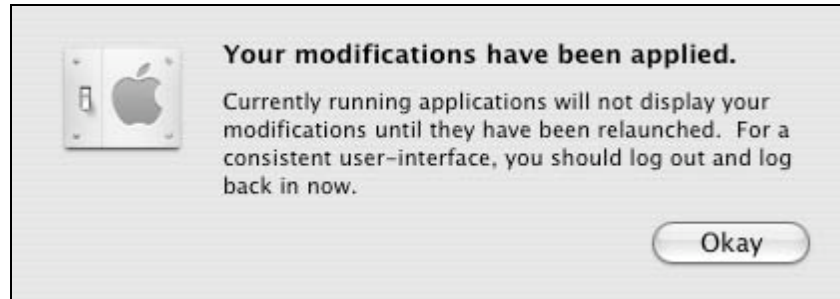 Your modifications have been applied.
Currently running applications will not display your
modifications until they have been relaunched.  For a
consistent user-interface, you should log out and log
back in now.
Okay